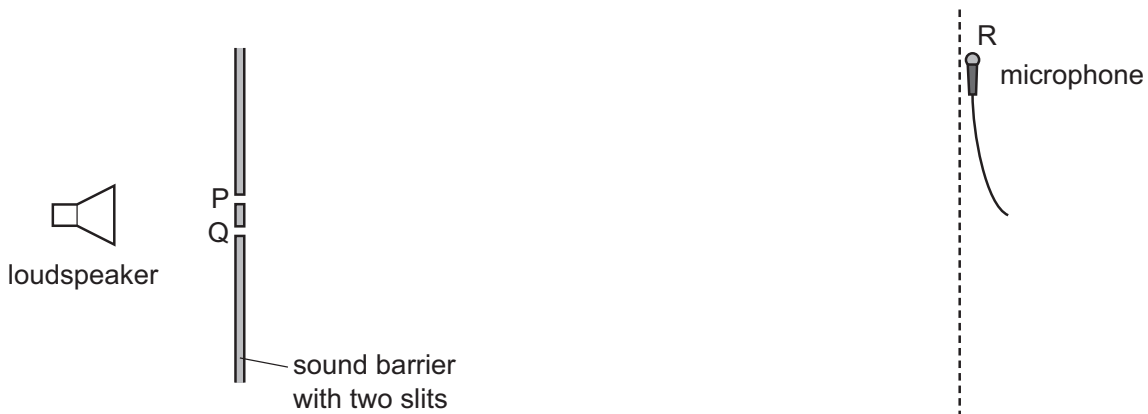 R
microphone
P
Q
loudspeaker
sound barrier
with two slits